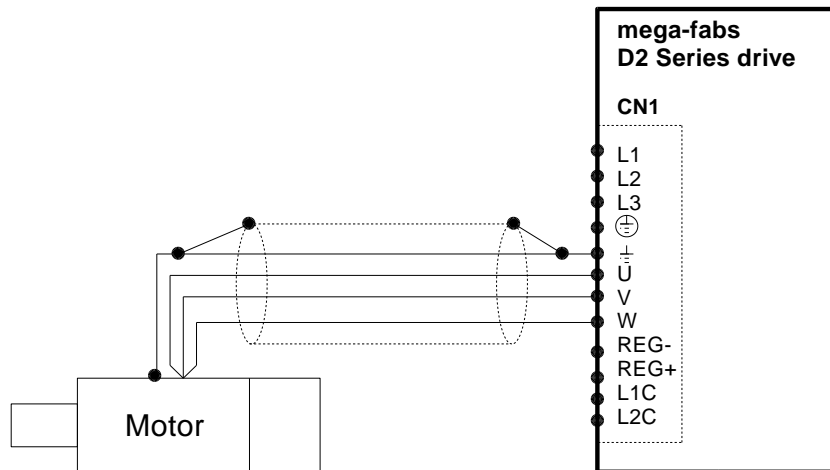 mega-fabs
D2 Series drive
CN1
L1
L2
L3
U
V
W
REG-
REG+
L1C
L2C
Motor